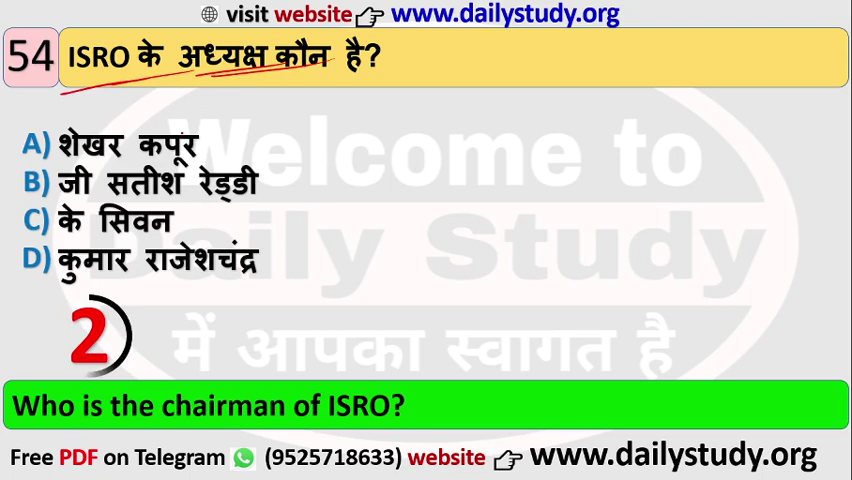 visit website www.dailystudy.org
54 ISRO के अध्यक्ष कौन है?
A) शेखर कपूर
B) जी सतीश रेड्डी
C) के सिवन
D) कुमार राजेशचंद्र
2
Welcome to
Daily Study
में आपका स्वागत है
Who is the chairman of ISRO?
Free PDF on Telegram (9525718633) website www.dailystudy.org